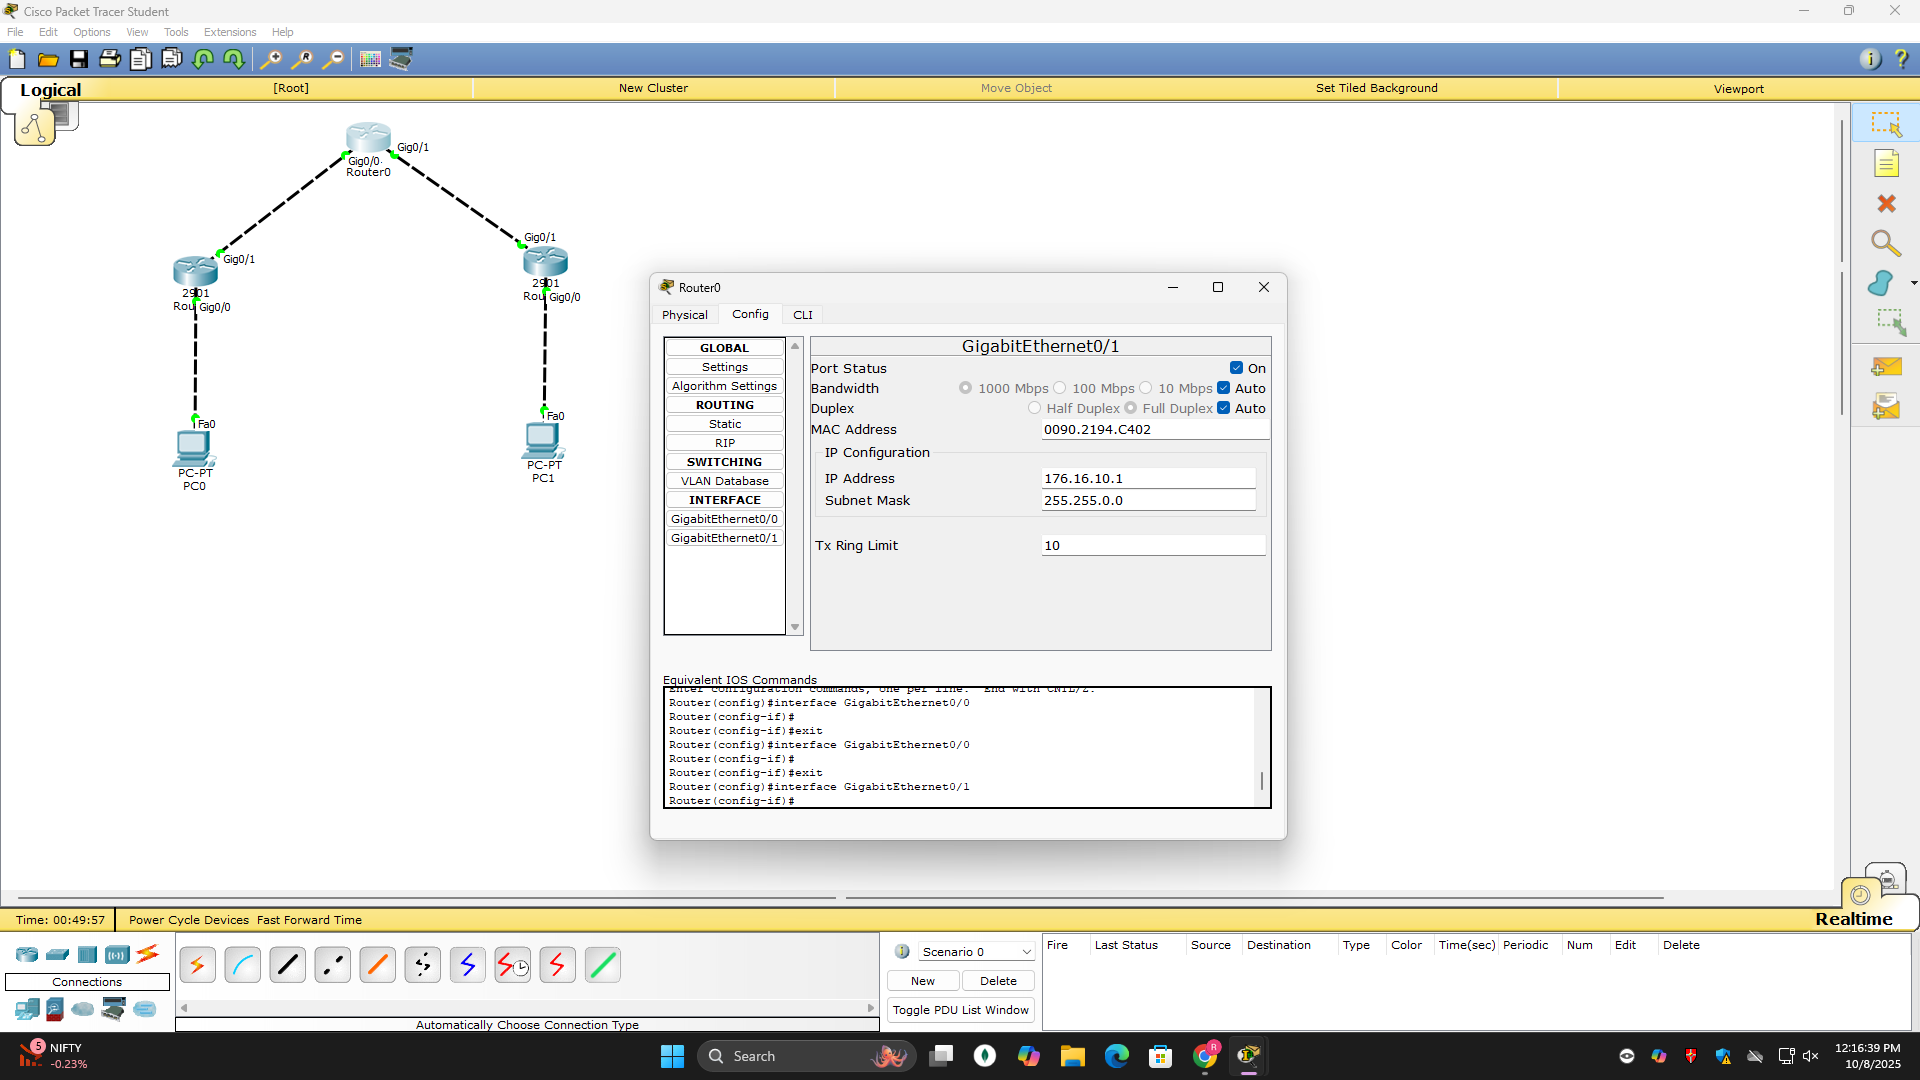 Cisco Packet Tracer Student
File Edit Options View Tools Extensions Help
Logical
[Root]
New Cluster
Move Object
Set Tiled Background
Viewport
Gig0/1
Gig0/0
Router0
Gig0/1
Gig0/1
2901
Rou Gig0/0
2901
Rou Gig0/0
Fa0
PC-PT
PC0
Fa0
PC-PT
PC1
Router0
Physical Config CLI
GLOBAL
Settings
Algorithm Settings
ROUTING
Static
RIP
SWITCHING
VLAN Database
INTERFACE
GigabitEthernet0/0
GigabitEthernet0/1
GigabitEthernet0/1
Port Status On
Bandwidth 1000 Mbps 100 Mbps 10 Mbps Auto
Duplex Half Duplex Full Duplex Auto
MAC Address 0090.2194.C402
IP Configuration
IP Address 176.16.10.1
Subnet Mask 255.255.0.0
Tx Ring Limit 10
Equivalent IOS Commands
Enter configuration commands, one per line. End with CNTL/Z.
Router(config)#interface GigabitEthernet0/0
Router(config-if)#
Router(config-if)#exit
Router(config)#interface GigabitEthernet0/0
Router(config-if)#
Router(config-if)#exit
Router(config)#interface GigabitEthernet0/1
Router(config-if)#
Time: 00:49:57 Power Cycle Devices Fast Forward Time
Realtime
Connections
Automatically Choose Connection Type
Scenario 0
New Delete
Toggle PDU List Window
Fire Last Status Source Destination Type Color Time(sec) Periodic Num Edit Delete
5
NIFTY
-0.23%
Search
R
12:16:39 PM
10/8/2025